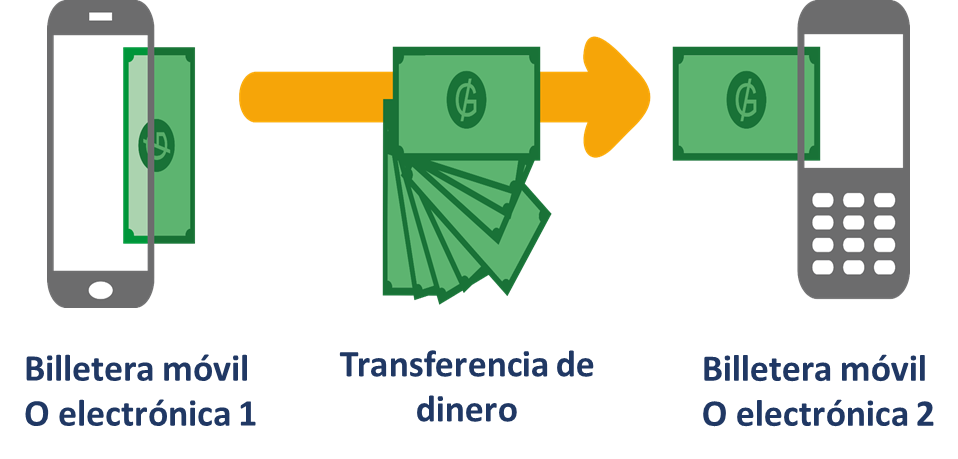 Billetera móvil
O electrónica 1
Transferencia de
dinero
Billetera móvil
O electrónica 2